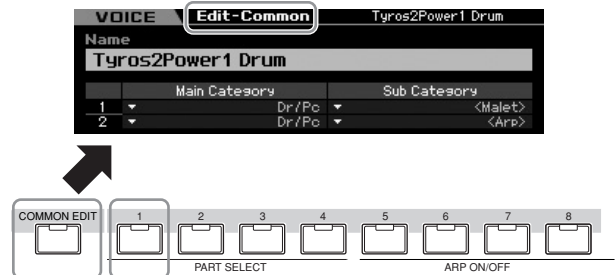 VOICE Edit-Common Tyros2Power1 Drum
Name
Tyros2Power1 Drum
Main Category Sub Category
1 Dr/Pc <Malet>
2 Dr/Pc <Arp>
COMMON EDIT 1 2 3 4 5 6 7 8
PART SELECT ARP ON/OFF